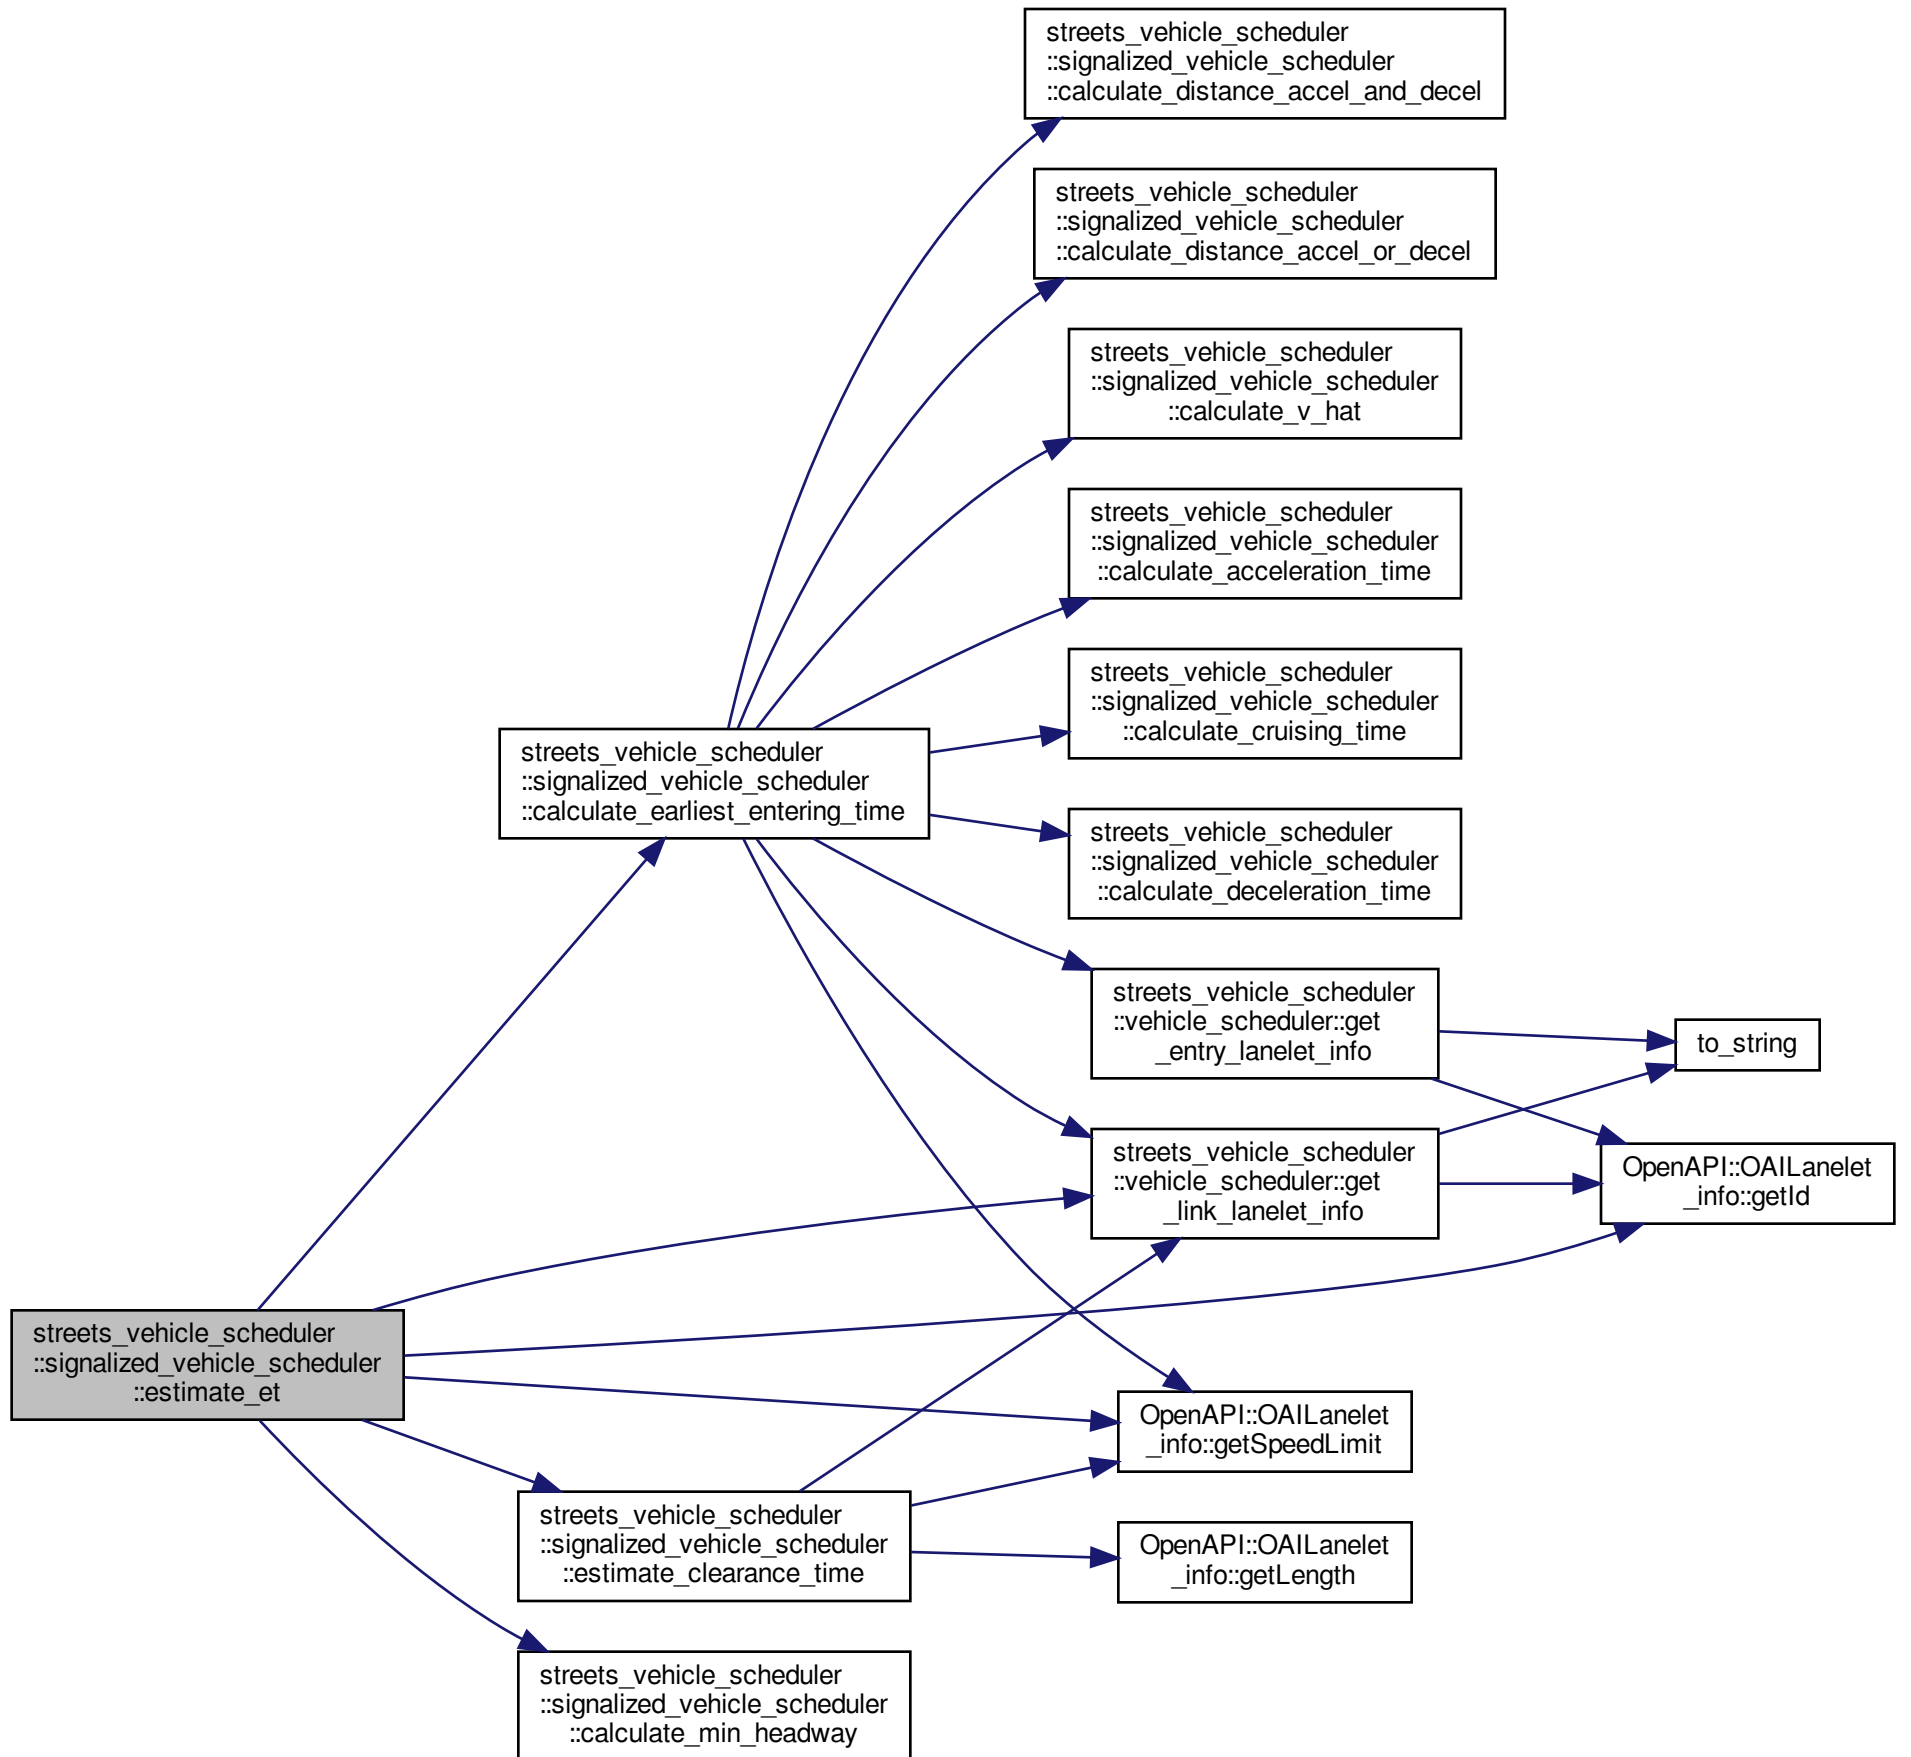 streets_vehicle_scheduler
::signalized_vehicle_scheduler
::calculate_distance_accel_and_decel
streets_vehicle_scheduler
::signalized_vehicle_scheduler
::calculate_distance_accel_or_decel
streets_vehicle_scheduler
::signalized_vehicle_scheduler
::calculate_v_hat
streets_vehicle_scheduler
::signalized_vehicle_scheduler
::calculate_acceleration_time
streets_vehicle_scheduler
::signalized_vehicle_scheduler
::calculate_cruising_time
streets_vehicle_scheduler
::signalized_vehicle_scheduler
::calculate_earliest_entering_time
streets_vehicle_scheduler
::signalized_vehicle_scheduler
::calculate_deceleration_time
streets_vehicle_scheduler
::vehicle_scheduler::get
_entry_lanelet_info
to_string
streets_vehicle_scheduler
::vehicle_scheduler::get
_link_lanelet_info
OpenAPI::OAILanelet
_info::getId
streets_vehicle_scheduler
::signalized_vehicle_scheduler
::estimate_et
OpenAPI::OAILanelet
_info::getSpeedLimit
streets_vehicle_scheduler
::signalized_vehicle_scheduler
::estimate_clearance_time
OpenAPI::OAILanelet
_info::getLength
streets_vehicle_scheduler
::signalized_vehicle_scheduler
::calculate_min_headway